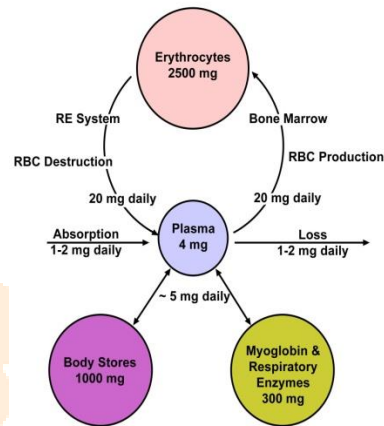 Erythrocytes
2500 mg
RE System
Bone Marrow
RBC Destruction
RBC Production
20 mg daily
20 mg daily
Plasma
4 mg
Absorption
1-2 mg daily
Loss
1-2 mg daily
~ 5 mg daily
Body Stores
1000 mg
Myoglobin &
Respiratory
Enzymes
300 mg